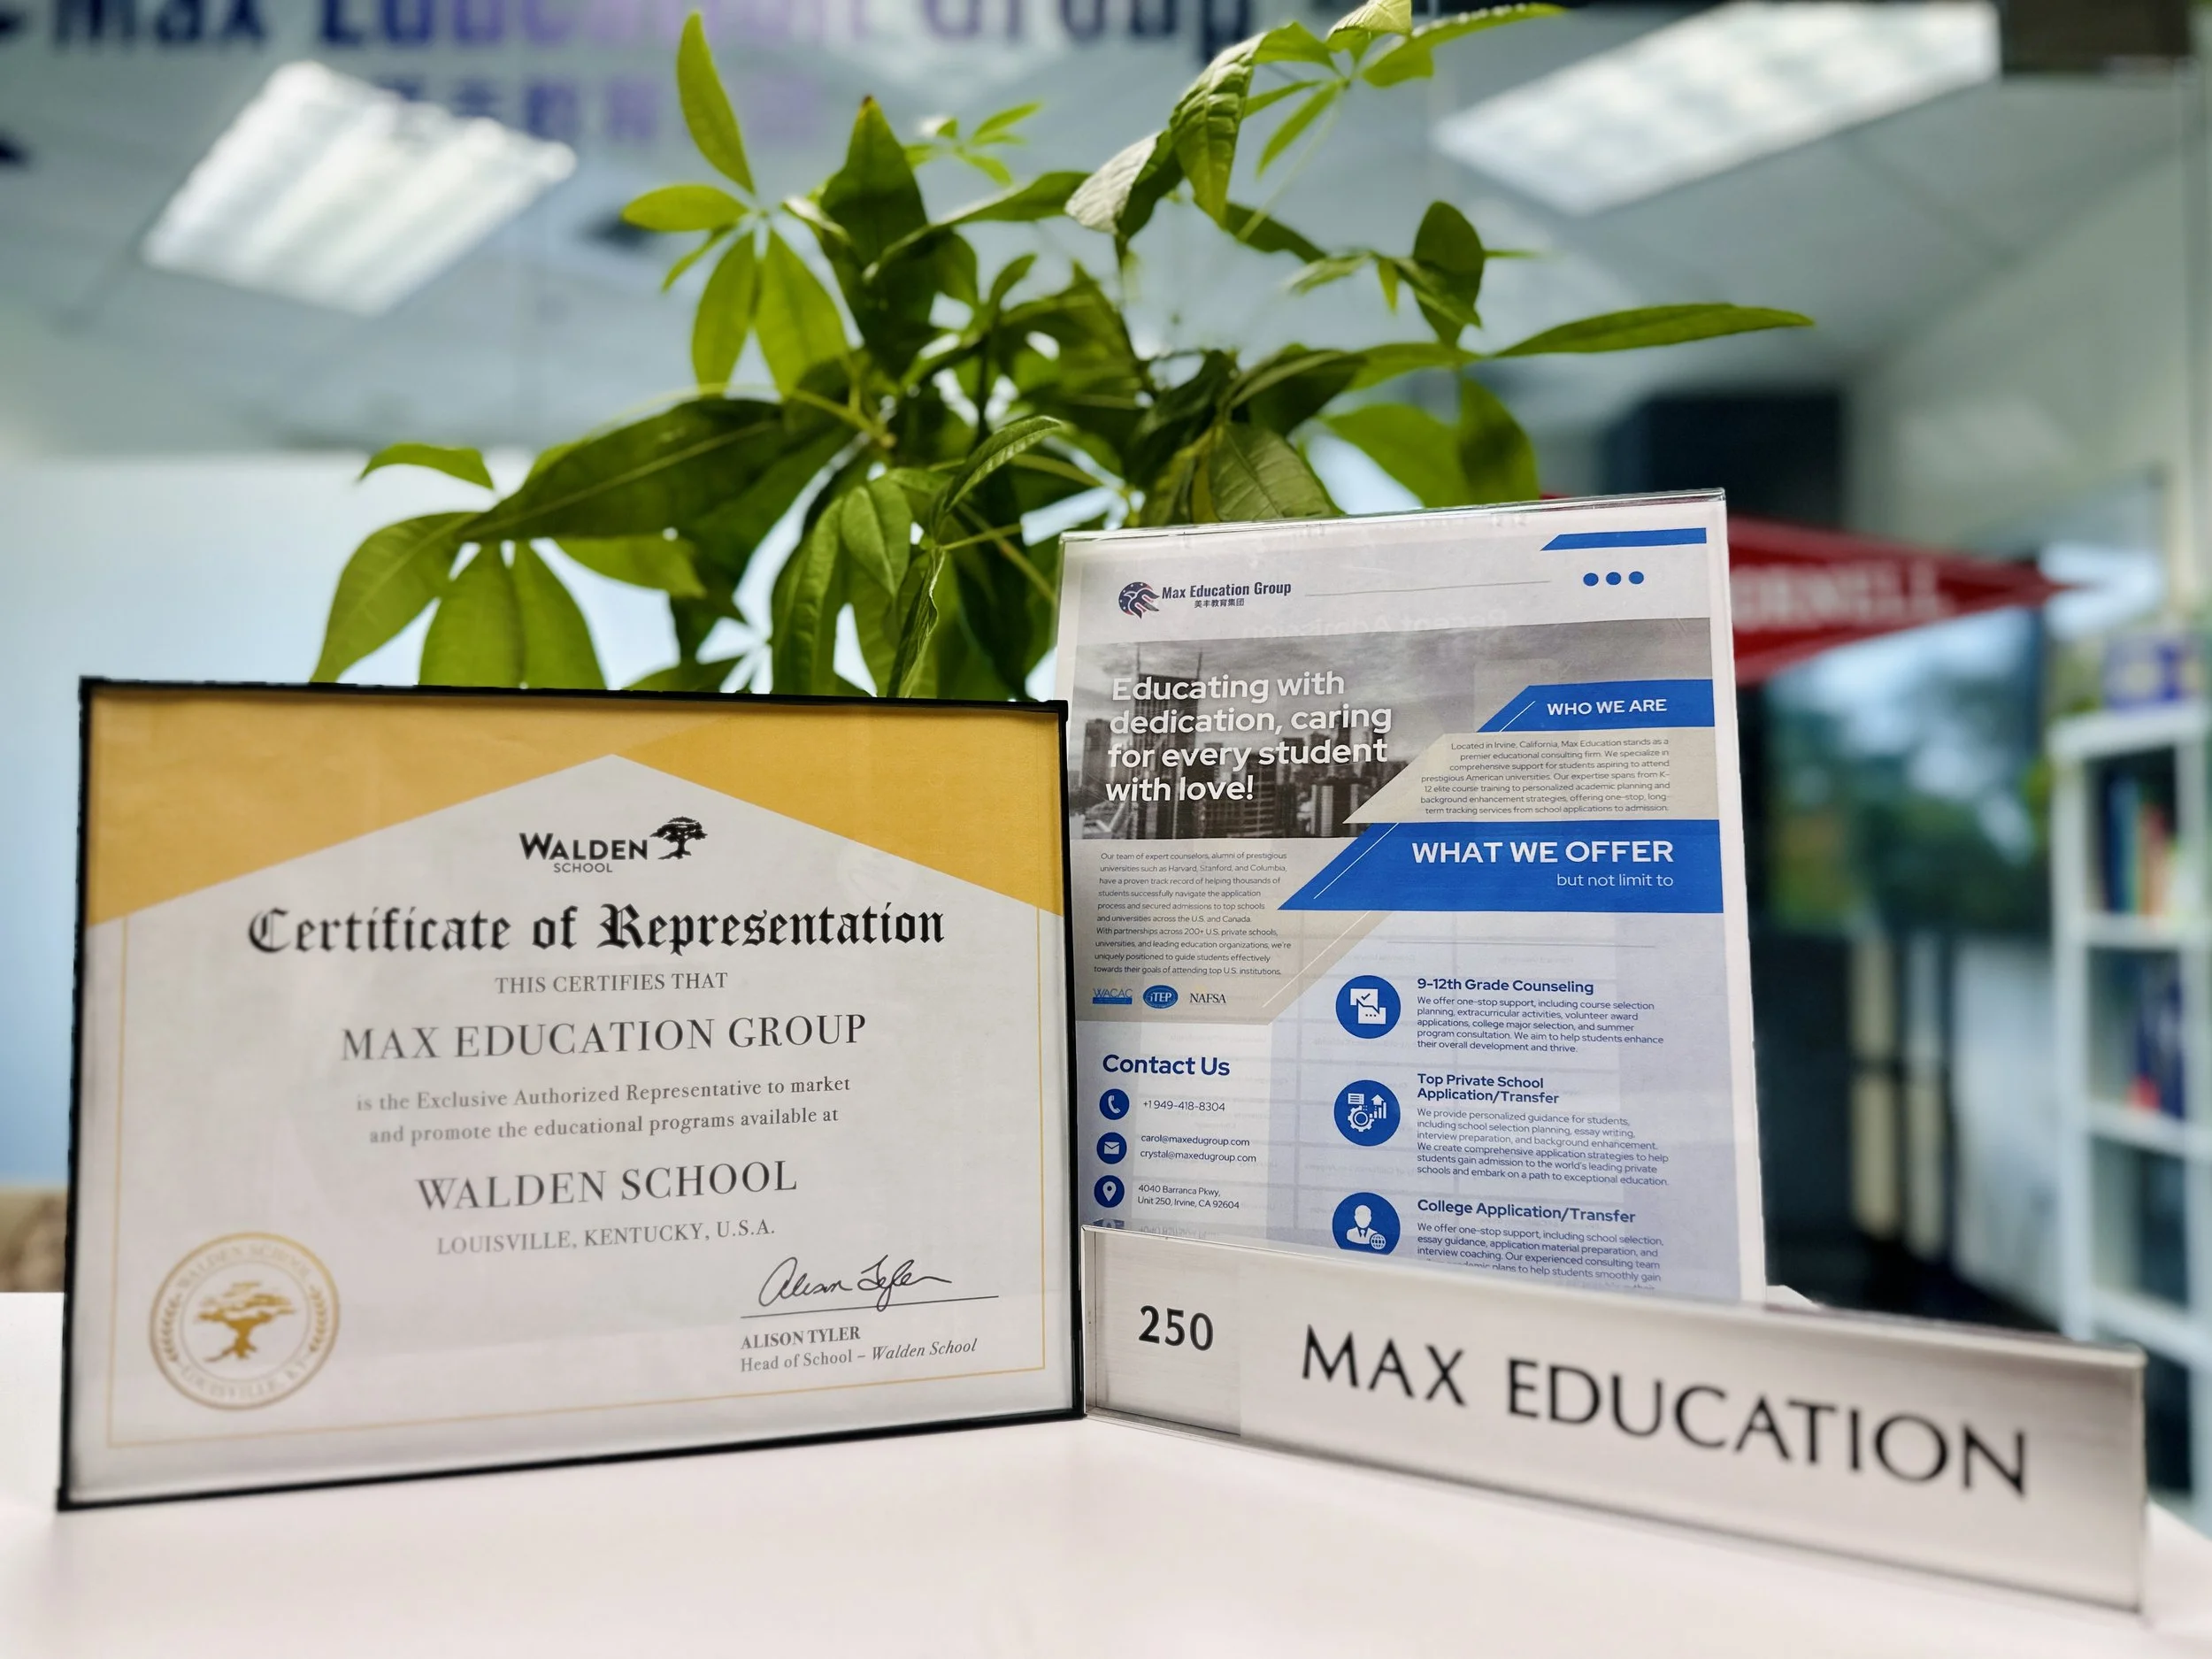 Max Education Group
WALDEN
SCHOOL
Certificate of Representation
THIS CERTIFIES THAT
MAX EDUCATION GROUP
is the Exclusive Authorized Representative to market
and promote the educational programs available at
WALDEN SCHOOL
LOUISVILLE, KENTUCKY, U.S.A.
Alison Tyler
ALISON TYLER
Head of School – Walden School
WALDEN SCHOOL
LOUISVILLE, KY
Max Education Group
美丰教育集团
Educating with
dedication, caring
for every student
with love!
WHO WE ARE
Located in Irvine, California, Max Education stands as a
premier educational consulting firm. We specialize in
comprehensive support for students aspiring to attend
prestigious American universities. Our expertise spans from K-
12 elite course training to personalized academic planning and
background enhancement strategies, offering one-stop, long-
term tracking services from school applications to admission.
WHAT WE OFFER
but not limit to
Our team of expert counselors, alumni of prestigious
universities such as Harvard, Stanford, and Columbia,
have a proven track record of helping thousands of
students successfully navigate the application
process and secured admissions to top schools
and universities across the U.S. and Canada.
With partnerships across 200+ U.S. private schools,
universities, and leading education organizations, we're
uniquely positioned to guide students effectively
towards their goals of attending top U.S. institutions.
WACAC
iTEP
NAFSA
Contact Us
+1 949-418-8304
carol@maxedugroup.com
crystal@maxedugroup.com
4040 Barranca Pkwy,
Unit 250, Irvine, CA 92604
9-12th Grade Counseling
We offer one-stop support, including course selection
planning, extracurricular activities, volunteer award
applications, college major selection, and summer
program consultation. We aim to help students enhance
their overall development and thrive.
Top Private School
Application/Transfer
We provide personalized guidance for students,
including school selection planning, essay writing,
interview preparation, and background enhancement.
We create comprehensive application strategies to help
students gain admission to the world's leading private
schools and embark on a path to exceptional education.
College Application/Transfer
We offer one-stop support, including school selection,
essay guidance, application material preparation, and
interview coaching. Our experienced consulting team
plans to help students smoothly gain
250
MAX EDUCATION